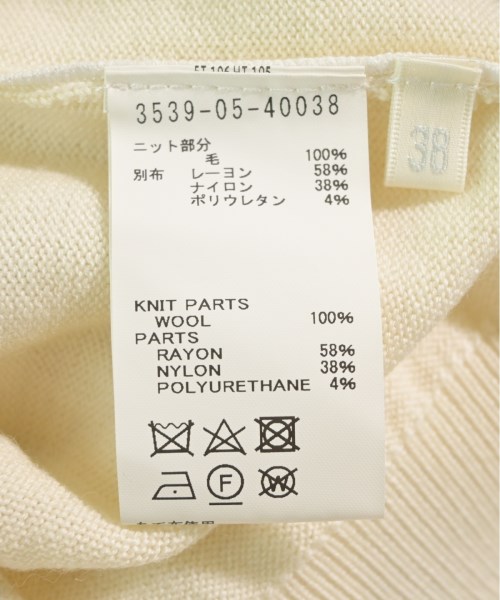 3539-05-40038
38
ニット部分
毛 100%
別布 レーヨン 58%
ナイロン 38%
ポリウレタン 4%
KNIT PARTS
WOOL 100%
PARTS
RAYON 58%
NYLON 38%
POLYURETHANE 4%
F
W